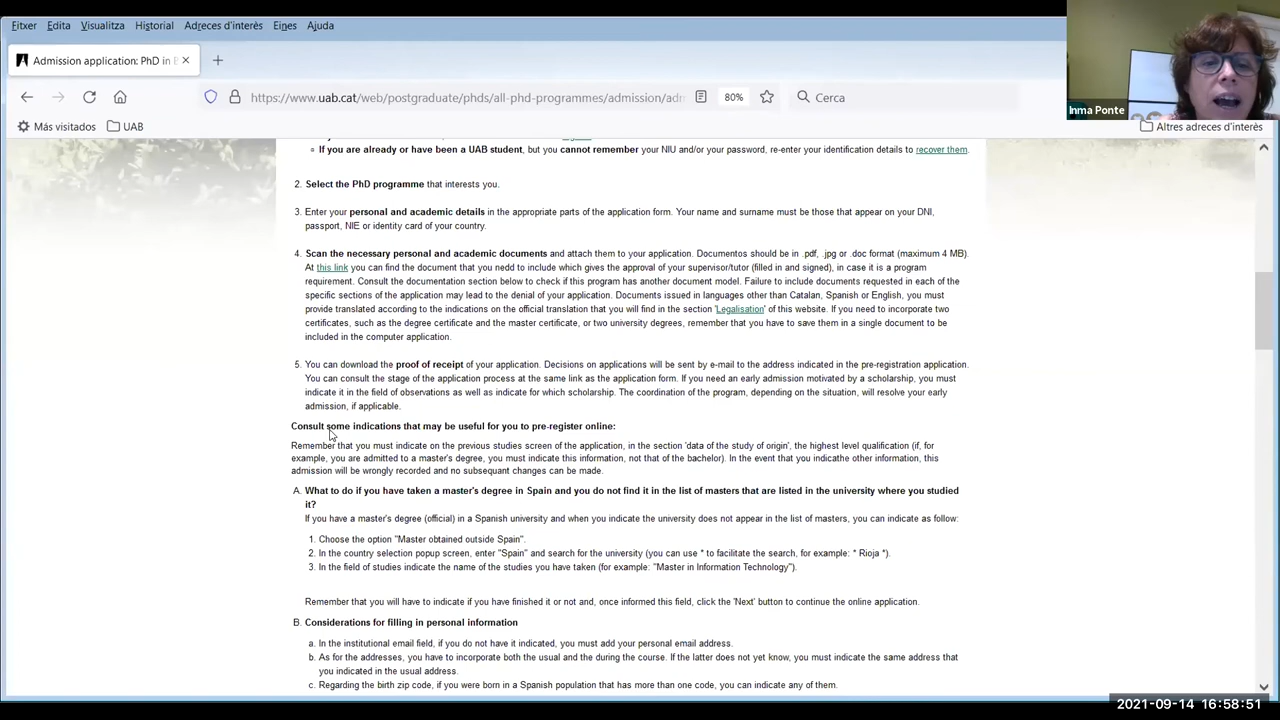 Fitxer Edita Visualitza Historial Adreces d'interès Eines Ajuda
Admission application: PhD in
https://www.uab.cat/web/postgraduate/phds/all-phd-programmes/admission/adm
80%
Cerca
Inma Ponte
Más visitados UAB Altres adreces d'interès
If you are already or have been a UAB student, but you cannot remember your NIU and/or your password, re-enter your identification details to recover them.
2. Select the PhD programme that interests you.
3. Enter your personal and academic details in the appropriate parts of the application form. Your name and surname must be those that appear on your DNI,
passport, NIE or identity card of your country.
4. Scan the necessary personal and academic documents and attach them to your application. Documentos should be in .pdf, .jpg or .doc format (maximum 4 MB).
At this link you can find the document that you nedd to include which gives the approval of your supervisor/tutor (filled in and signed), in case it is a program
requirement. Consult the documentation section below to check if this program has another document model. Failure to include documents requested in each of the
specific sections of the application may lead to the denial of your application. Documents issued in languages other than Catalan, Spanish or English, you must
provide translated according to the indications on the official translation that you will find in the section 'Legalisation' of this website. If you need to incorporate two
certificates, such as the degree certificate and the master certificate, or two university degrees, remember that you have to save them in a single document to be
included in the computer application.
5. You can download the proof of receipt of your application. Decisions on applications will be sent by e-mail to the address indicated in the pre-registration application.
You can consult the stage of the application process at the same link as the application form. If you need an early admission motivated by a scholarship, you must
indicate it in the field of observations as well as indicate for which scholarship. The coordination of the program, depending on the situation, will resolve your early
admission, if applicable.
Consult some indications that may be useful for you to pre-register online:
Remember that you must indicate on the previous studies screen of the application, in the section 'data of the study of origin', the highest level qualification (if, for
example, you are admitted to a master's degree, you must indicate this information, not that of the bachelor). In the event that you indicathe other information, this
admission will be wrongly recorded and no subsequent changes can be made.
A. What to do if you have taken a master's degree in Spain and you do not find it in the list of masters that are listed in the university where you studied
it?
If you have a master's degree (official) in a Spanish university and when you indicate the university does not appear in the list of masters, you can indicate as follow:
1. Choose the option "Master obtained outside Spain".
2. In the country selection popup screen, enter "Spain" and search for the university (you can use * to facilitate the search, for example: * Rioja *).
3. In the field of studies indicate the name of the studies you have taken (for example: "Master in Information Technology").
Remember that you will have to indicate if you have finished it or not and, once informed this field, click the 'Next' button to continue the online application.
B. Considerations for filling in personal information
a. In the institutional email field, if you do not have it indicated, you must add your personal email address.
b. As for the addresses, you have to incorporate both the usual and the during the course. If the latter does not yet know, you must indicate the same address that
you indicated in the usual address.
c. Regarding the birth zip code, if you were born in a Spanish population that has more than one code, you can indicate any of them.
2021-09-14 16:58:51